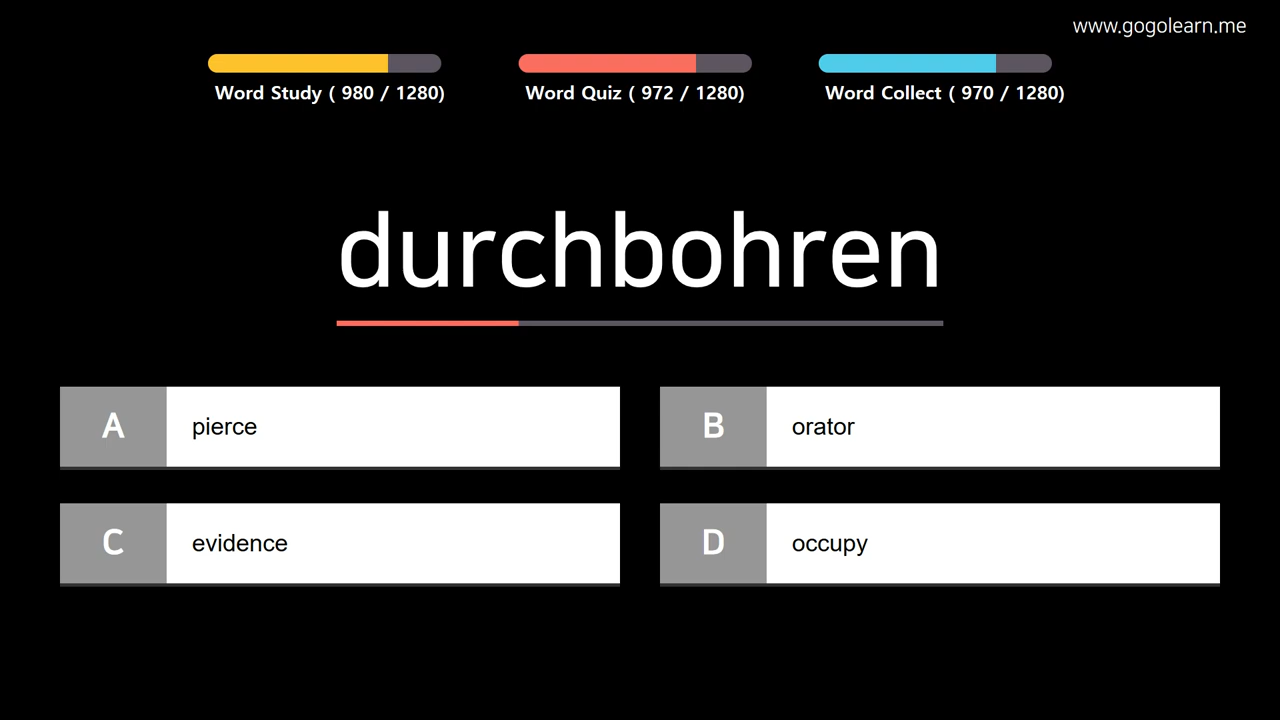 www.gogolearn.me
Word Study ( 980 / 1280)
Word Quiz ( 972 / 1280)
Word Collect ( 970 / 1280)
durchbohren
A pierce
B orator
C evidence
D occupy